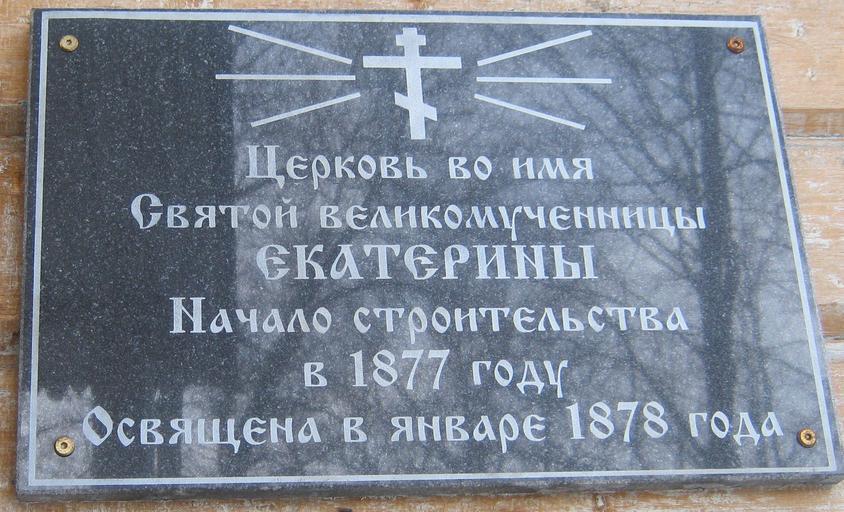 Церковь во имя
Святой великомученницы
ЕКАТЕРИНЫ
Начало строительства
в 1877 году
Освящена в январе 1878 года